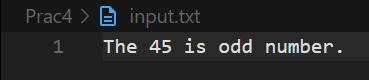 Prac4 > input.txt
1 The 45 is odd number.